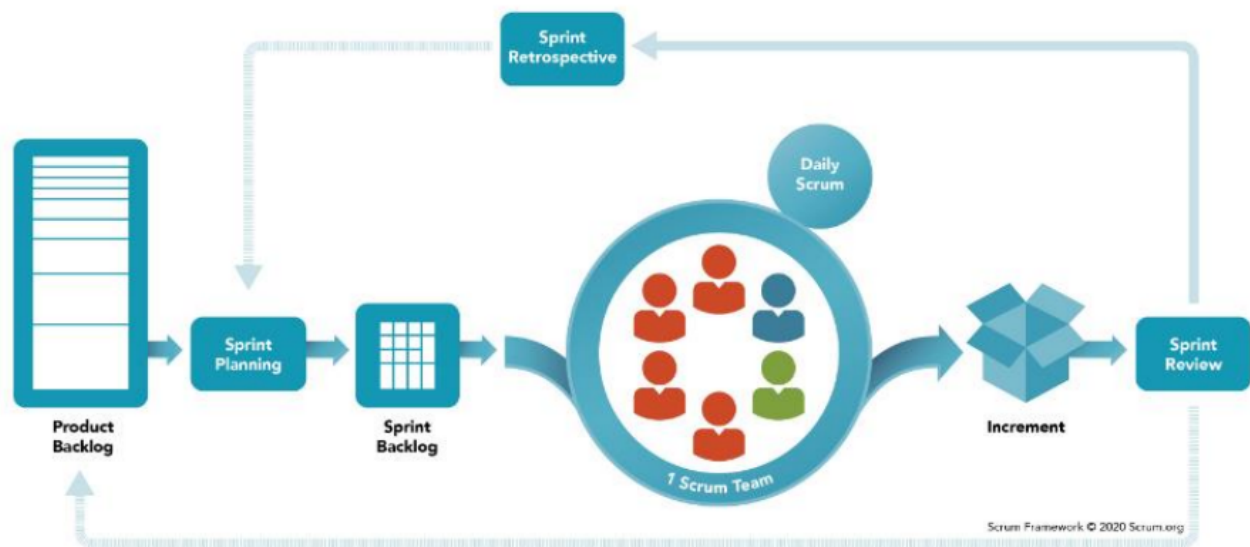 Sprint
Retrospective
Daily
Scrum
Product
Backlog
Sprint
Planning
Sprint
Backlog
1 Scrum Team
Increment
Sprint
Review
Scrum Framework © 2020 Scrum.org